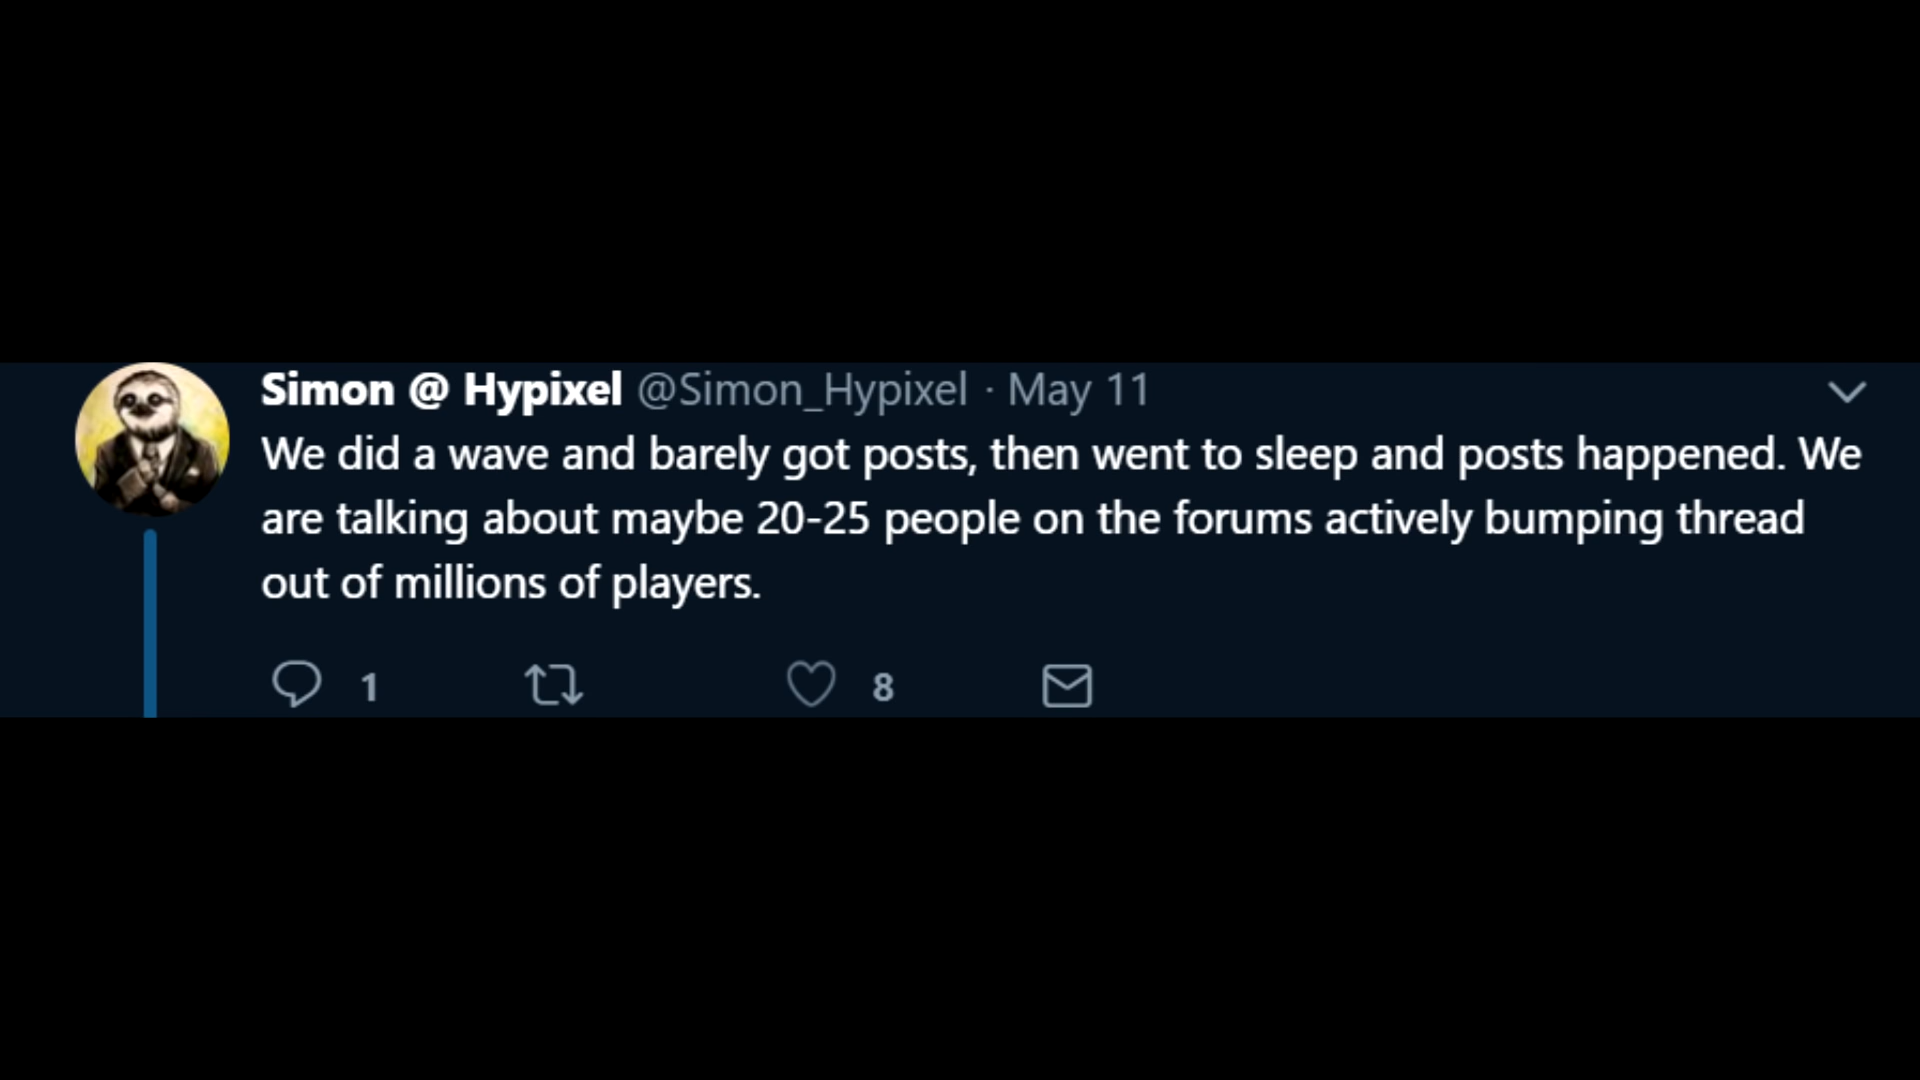 Simon @ Hypixel @Simon_Hypixel · May 11
We did a wave and barely got posts, then went to sleep and posts happened. We
are talking about maybe 20-25 people on the forums actively bumping thread
out of millions of players.
1 8